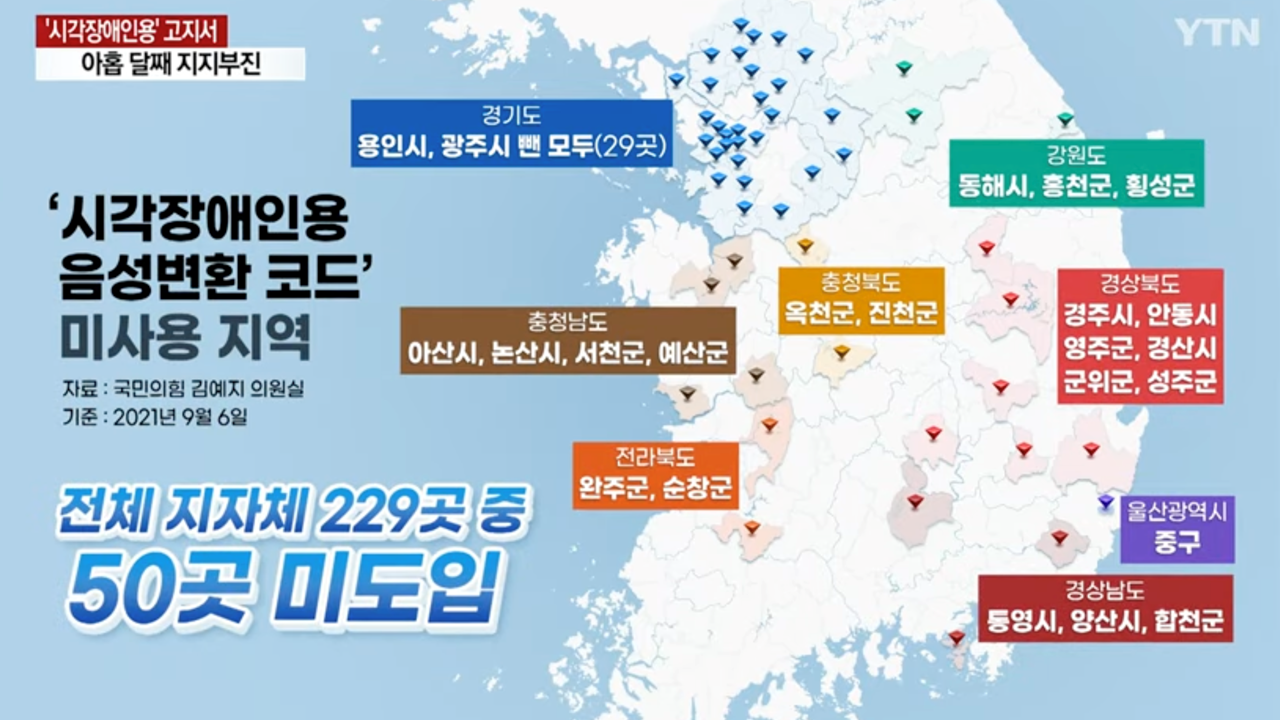 '시각장애인용' 고지서
아홉 달째 지지부진
YTN
경기도
용인시, 광주시 뺀 모두(29곳)
강원도
동해시, 홍천군, 횡성군
'시각장애인용
음성변환 코드'
미사용 지역
자료 : 국민의힘 김예지 의원실
기준 : 2021년 9월 6일
충청북도
옥천군, 진천군
경상북도
경주시, 안동시
영주군, 경산시
군위군, 성주군
충청남도
아산시, 논산시, 서천군, 예산군
전라북도
완주군, 순창군
울산광역시
중구
경상남도
통영시, 양산시, 합천군
전체 지자체 229곳 중
50곳 미도입